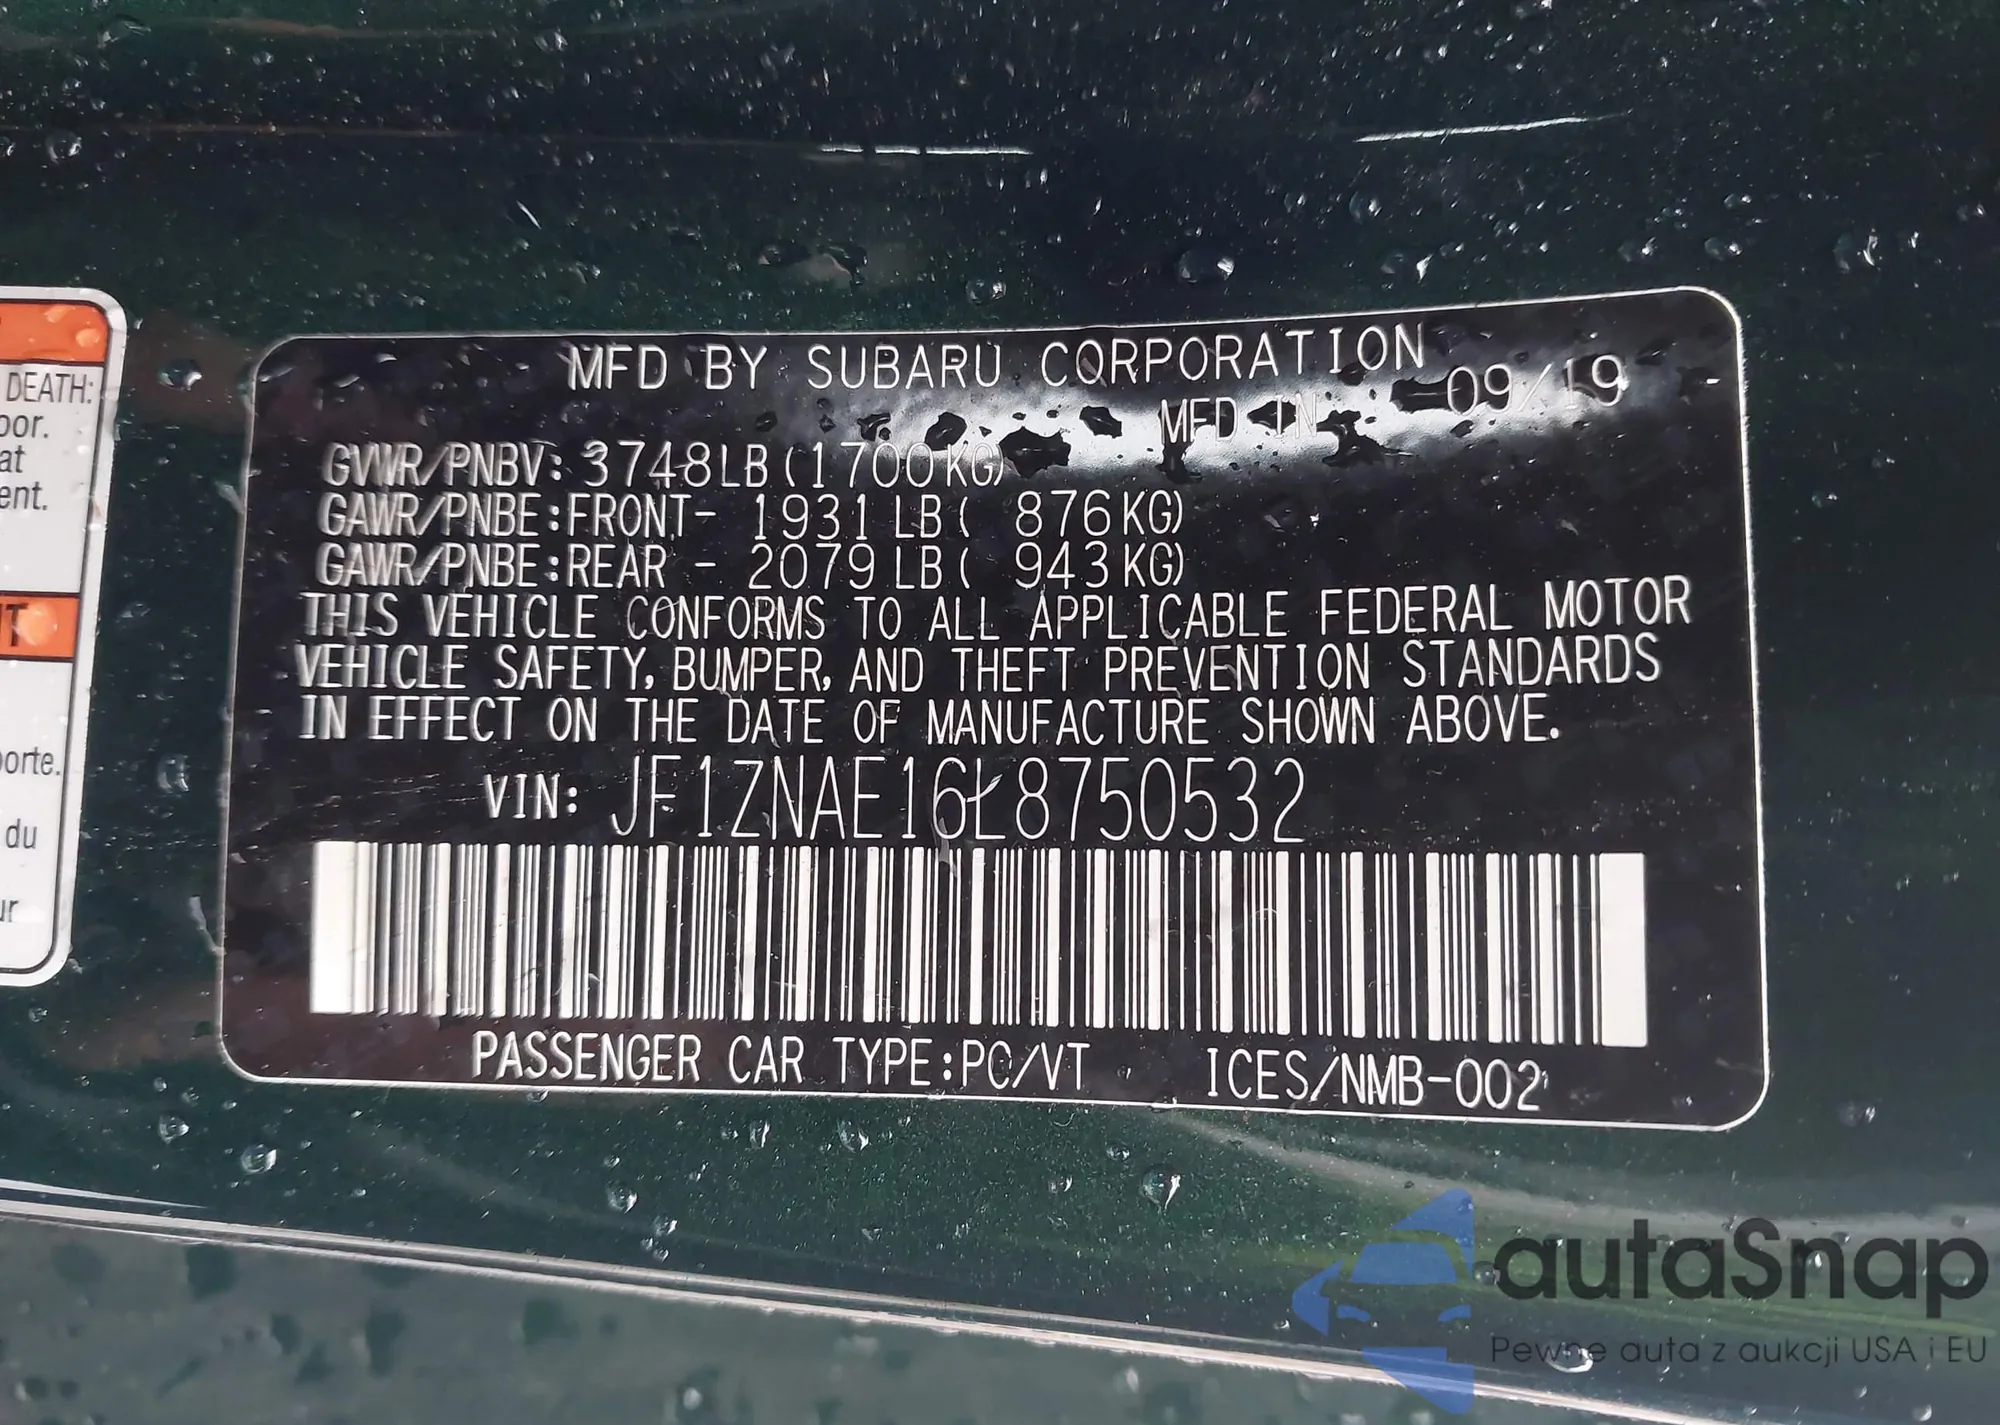 DEATH:
oor.
at
ent.
porte.
du
ur
MFD BY SUBARU CORPORATION
MFD IN 09/19
GVWR/PNBV: 3748LB(1700KG)
GAWR/PNBE:FRONT- 1931 LB( 876KG)
GAWR/PNBE:REAR - 2079 LB( 943KG)
THIS VEHICLE CONFORMS TO ALL APPLICABLE FEDERAL MOTOR
VEHICLE SAFETY, BUMPER, AND THEFT PREVENTION STANDARDS
IN EFFECT ON THE DATE OF MANUFACTURE SHOWN ABOVE.
VIN: JF1ZNAE16L8750532
PASSENGER CAR TYPE:PC/VT ICES/NMB-002
autaSnap
Pewne auta z aukcji USA i EU